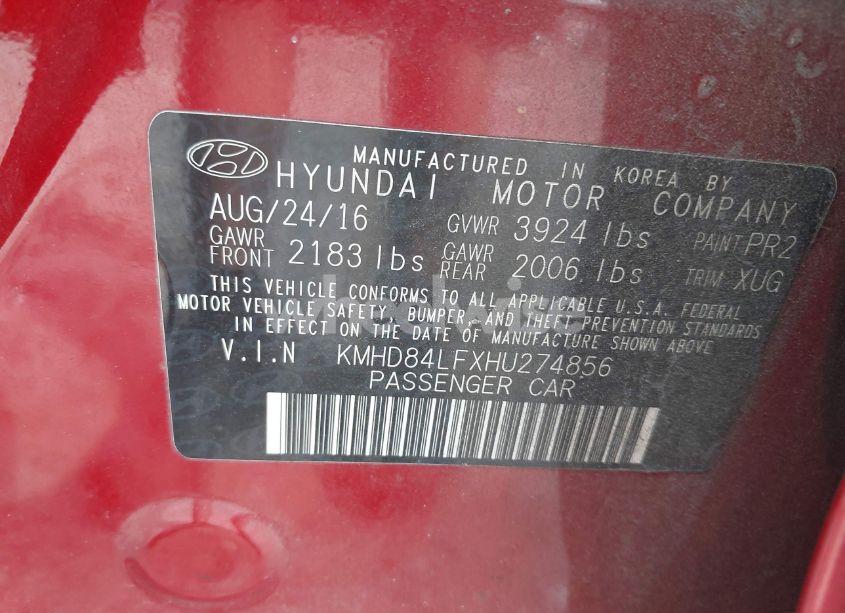 MANUFACTURED IN KOREA BY
HYUNDAI MOTOR COMPANY
AUG/24/16 GVWR 3924 lbs PAINT PR2
GAWR FRONT 2183 lbs GAWR REAR 2006 lbs TRIM XUG
THIS VEHICLE CONFORMS TO ALL APPLICABLE U.S.A. FEDERAL
MOTOR VEHICLE SAFETY, BUMPER, AND THEFT PREVENTION STANDARDS
IN EFFECT ON THE DATE OF MANUFACTURE SHOWN ABOVE
V.I.N KMHD84LFXHU274856
PASSENGER CAR